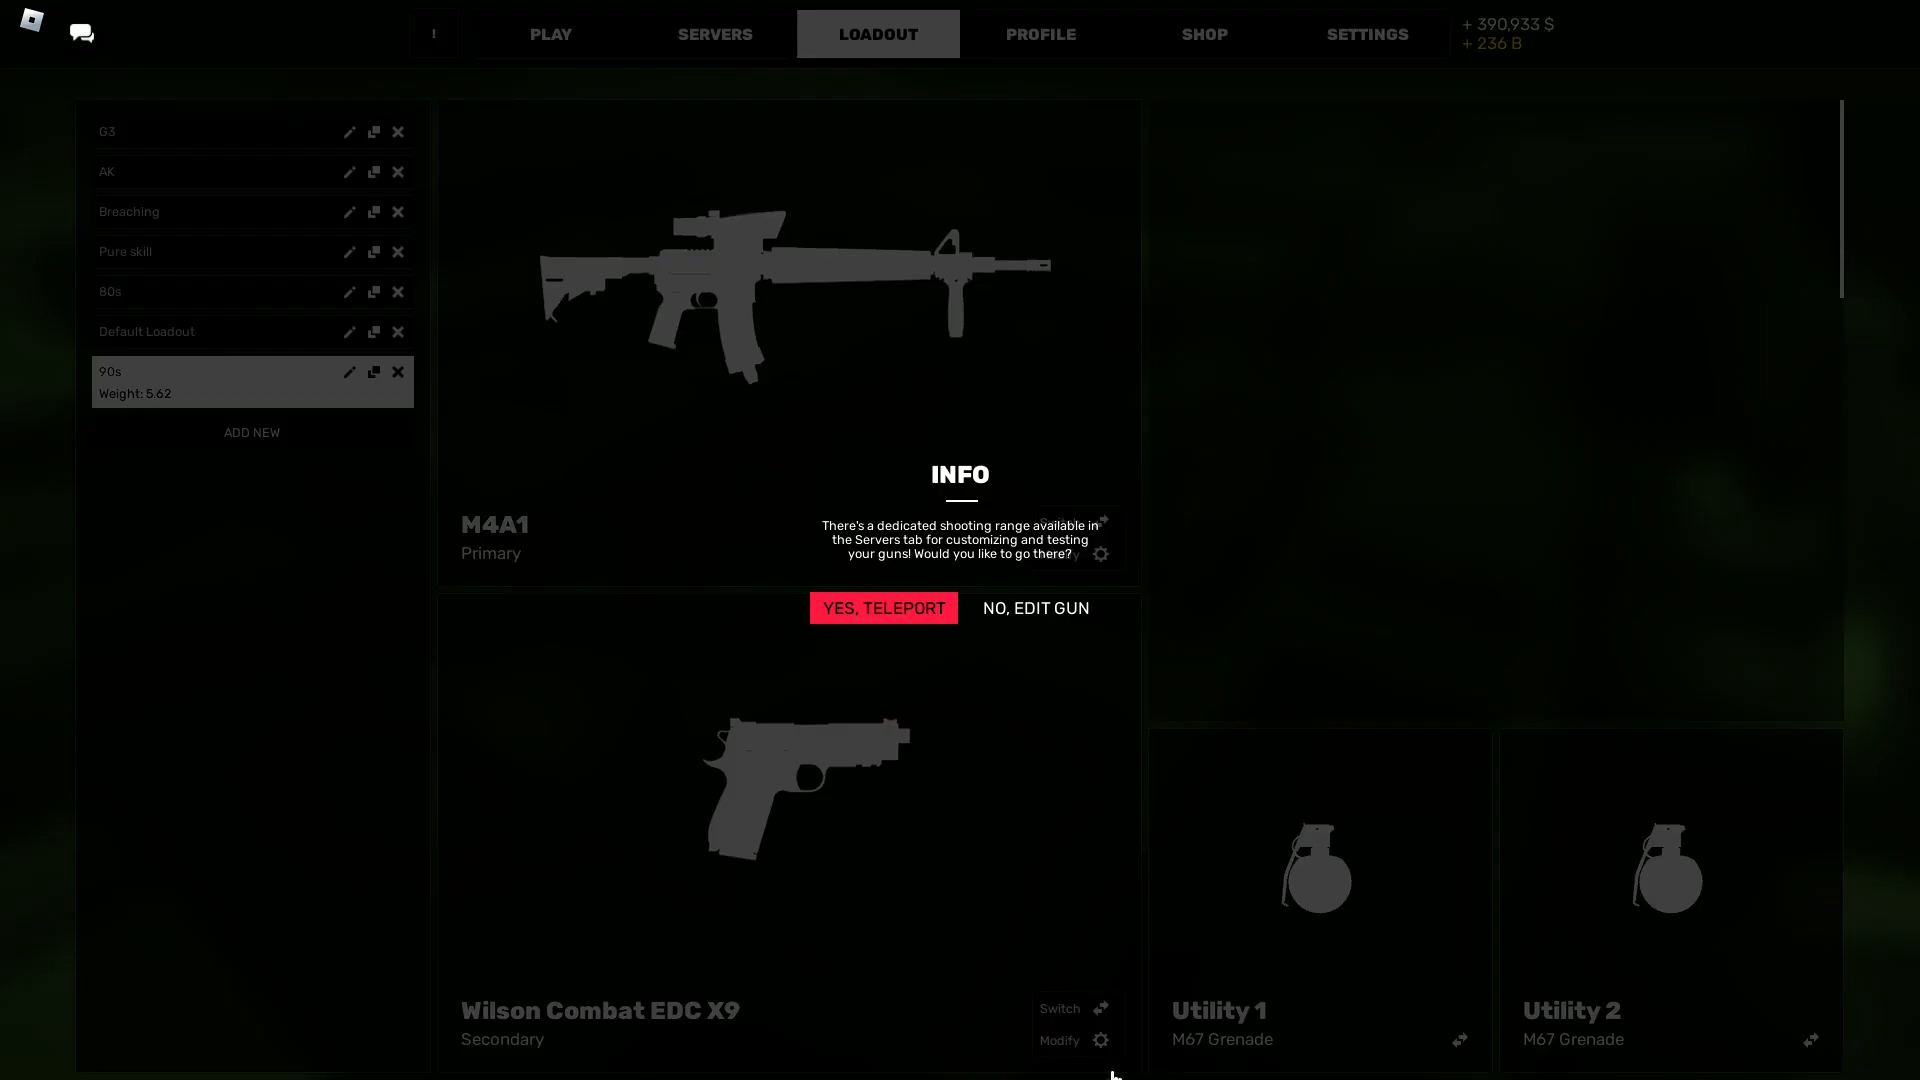 !
PLAY
SERVERS
LOADOUT
PROFILE
SHOP
SETTINGS
+ 390,933 $
+ 236 B
G3
AK
Breaching
Pure skill
80s
Default Loadout
90s
Weight: 5.62
ADD NEW
M4A1
Primary
INFO
There's a dedicated shooting range available in
the Servers tab for customizing and testing
your guns! Would you like to go there?
YES, TELEPORT
NO, EDIT GUN
Wilson Combat EDC X9
Secondary
Switch
Modify
Utility 1
M67 Grenade
Utility 2
M67 Grenade